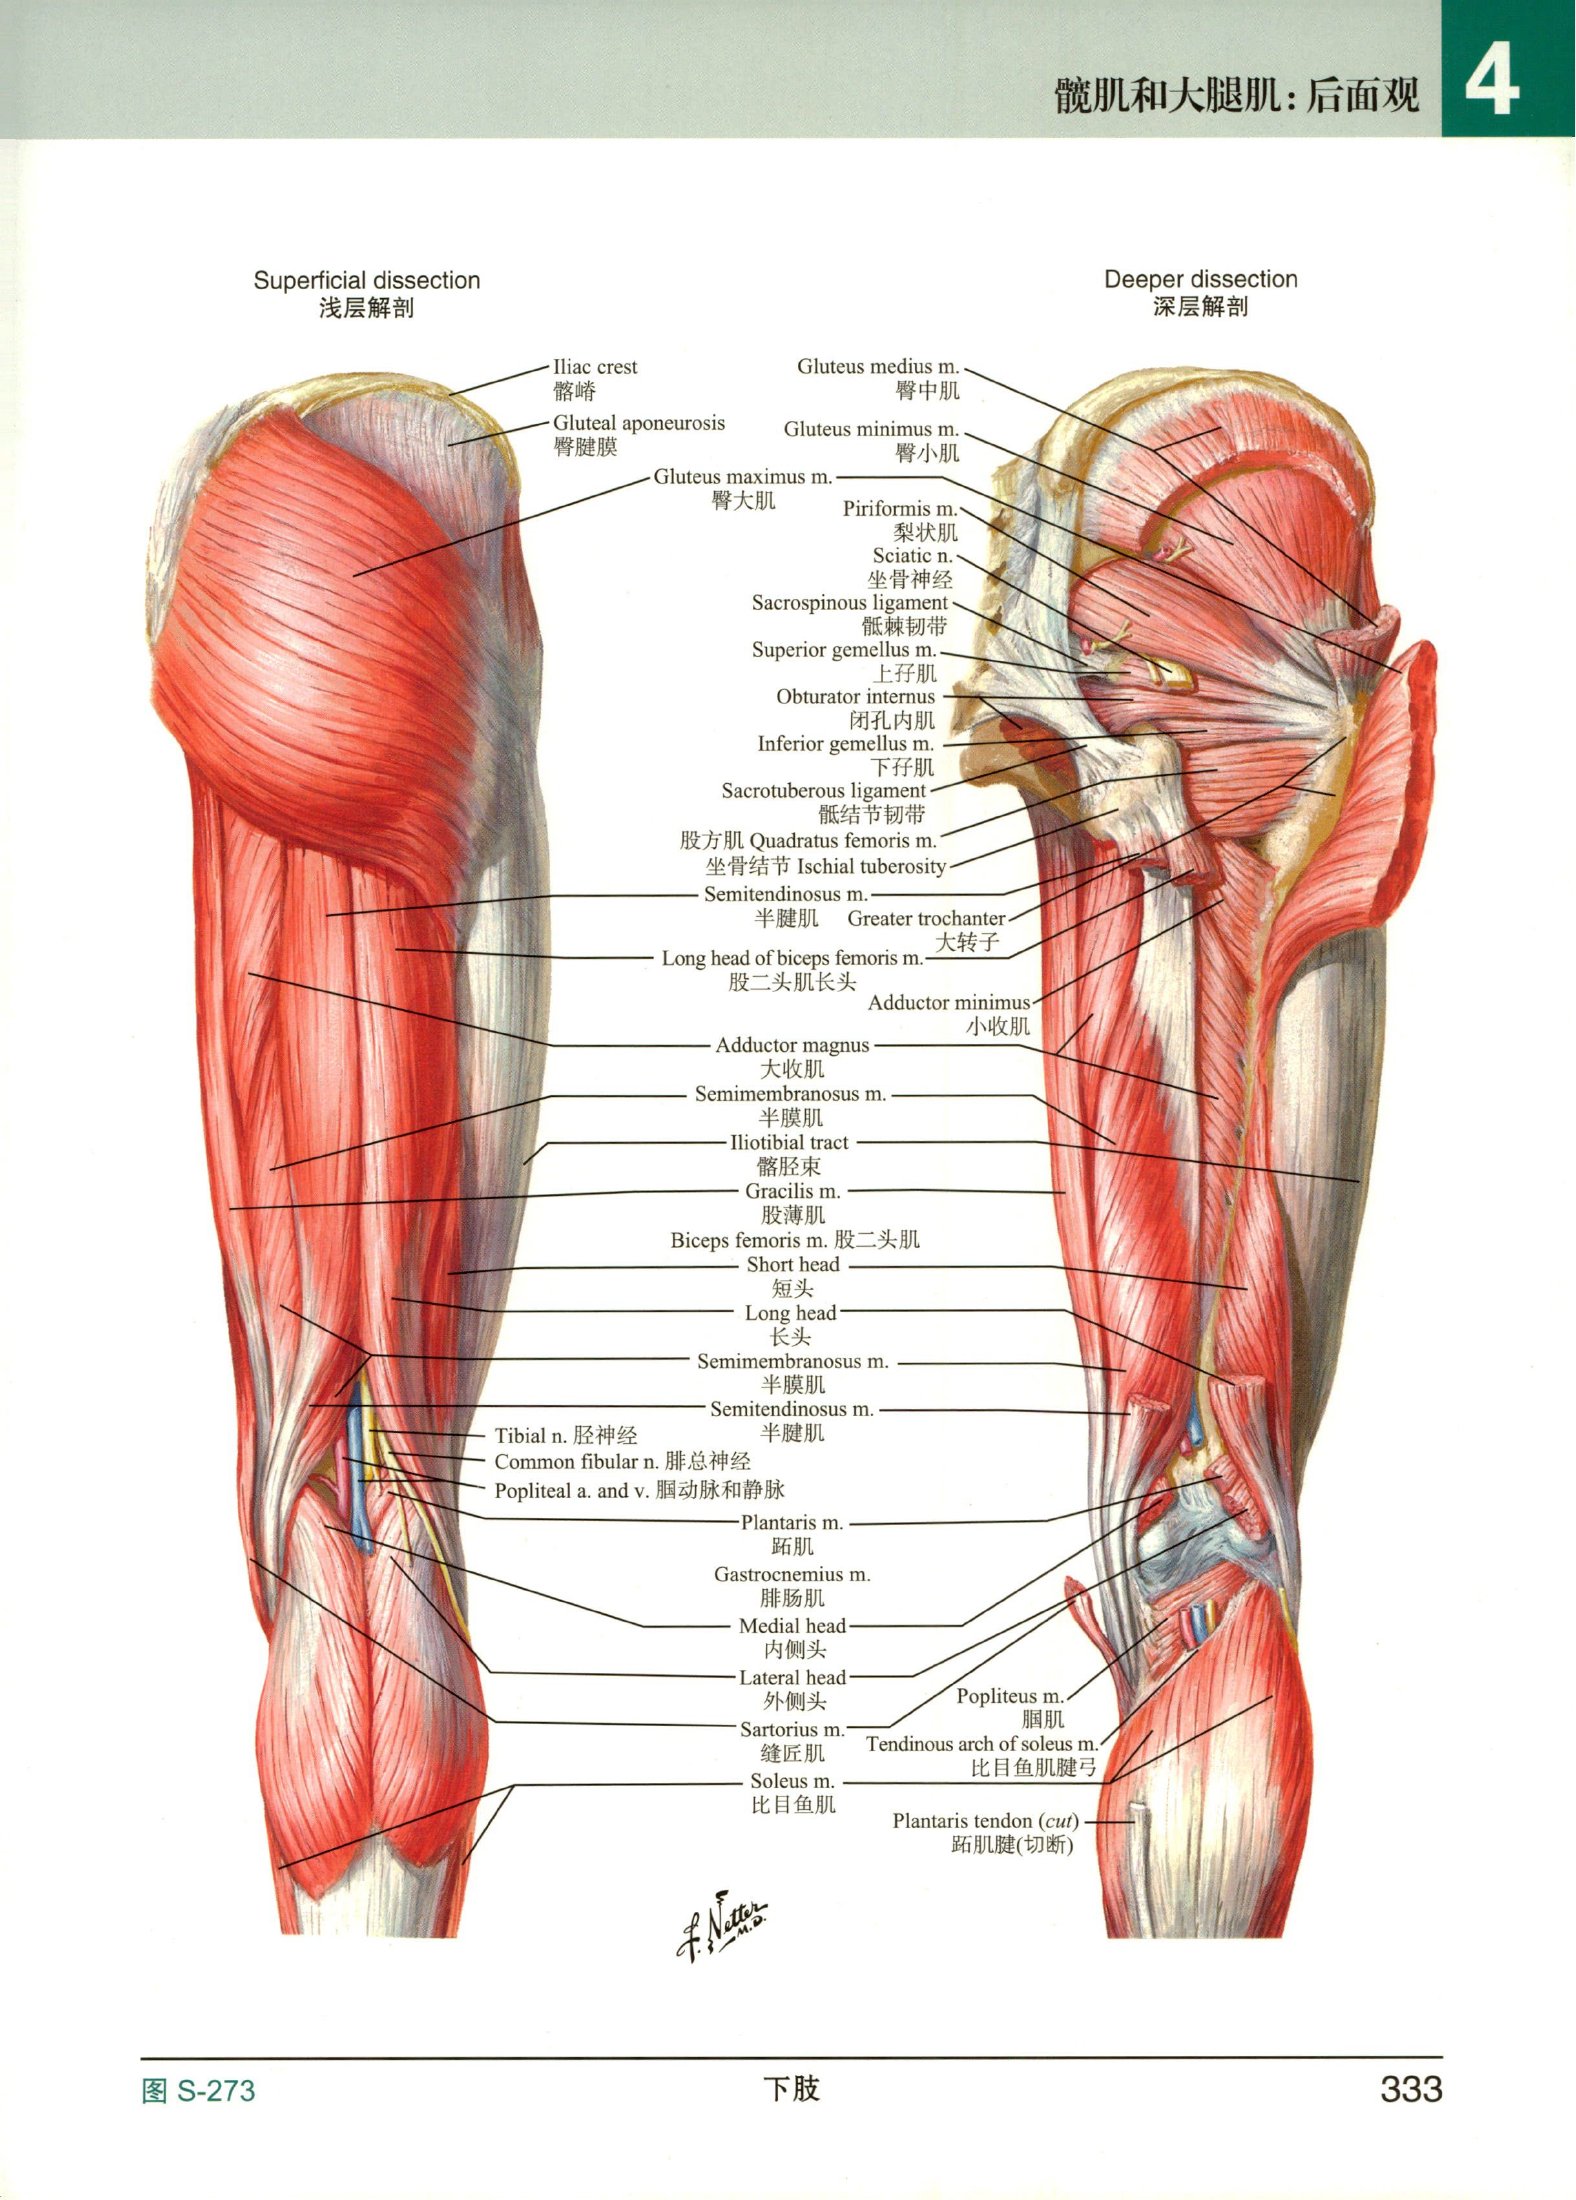 髋肌和大腿肌：后面观
4
Superficial dissection
浅层解剖
Deeper dissection
深层解剖
Iliac crest
髂嵴
Gluteal aponeurosis
臀腱膜
Gluteus medius m.
臀中肌
Gluteus minimus m.
臀小肌
Gluteus maximus m.
臀大肌
Piriformis m.
梨状肌
Sciatic n.
坐骨神经
Sacrospinous ligament
骶棘韧带
Superior gemellus m.
上孖肌
Obturator internus
闭孔内肌
Inferior gemellus m.
下孖肌
Sacrotuberous ligament
骶结节韧带
股方肌 Quadratus femoris m.
坐骨结节 Ischial tuberosity
Semitendinosus m.
半腱肌
Greater trochanter
大转子
Long head of biceps femoris m.
股二头肌长头
Adductor minimus
小收肌
Adductor magnus
大收肌
Semimembranosus m.
半膜肌
Iliotibial tract
髂胫束
Gracilis m.
股薄肌
Biceps femoris m. 股二头肌
Short head
短头
Long head
长头
Semimembranosus m.
半膜肌
Semitendinosus m.
半腱肌
Tibial n. 胫神经
Common fibular n. 腓总神经
Popliteal a. and v. 腘动脉和静脉
Plantaris m.
跖肌
Gastrocnemius m.
腓肠肌
Medial head
内侧头
Lateral head
外侧头
Popliteus m.
腘肌
Sartorius m.
缝匠肌
Tendinous arch of soleus m.
比目鱼肌腱弓
Soleus m.
比目鱼肌
Plantaris tendon (cut)
跖肌腱(切断)
F. Netter
M.D.
图 S-273
下肢
333